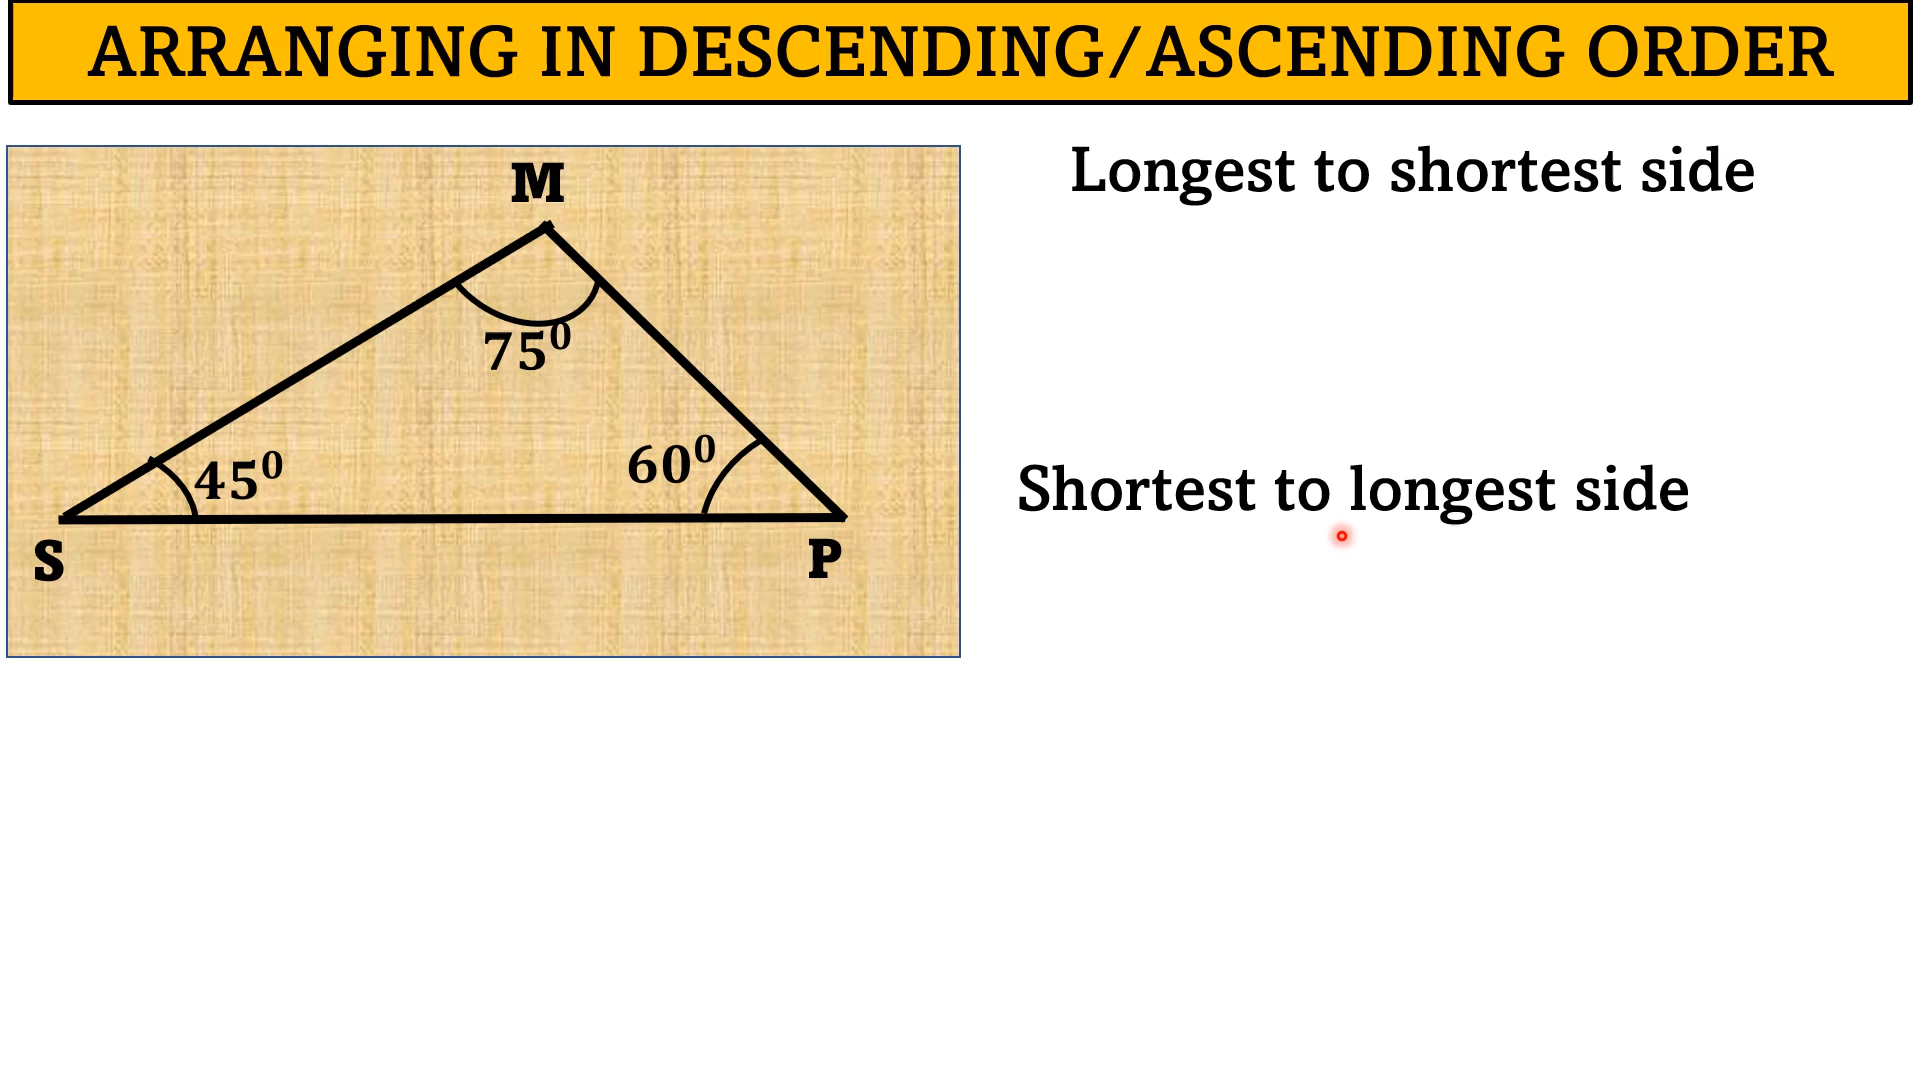 ARRANGING IN DESCENDING/ASCENDING ORDER
M
75⁰
45⁰
60⁰
S
P
Longest to shortest side
Shortest to longest side